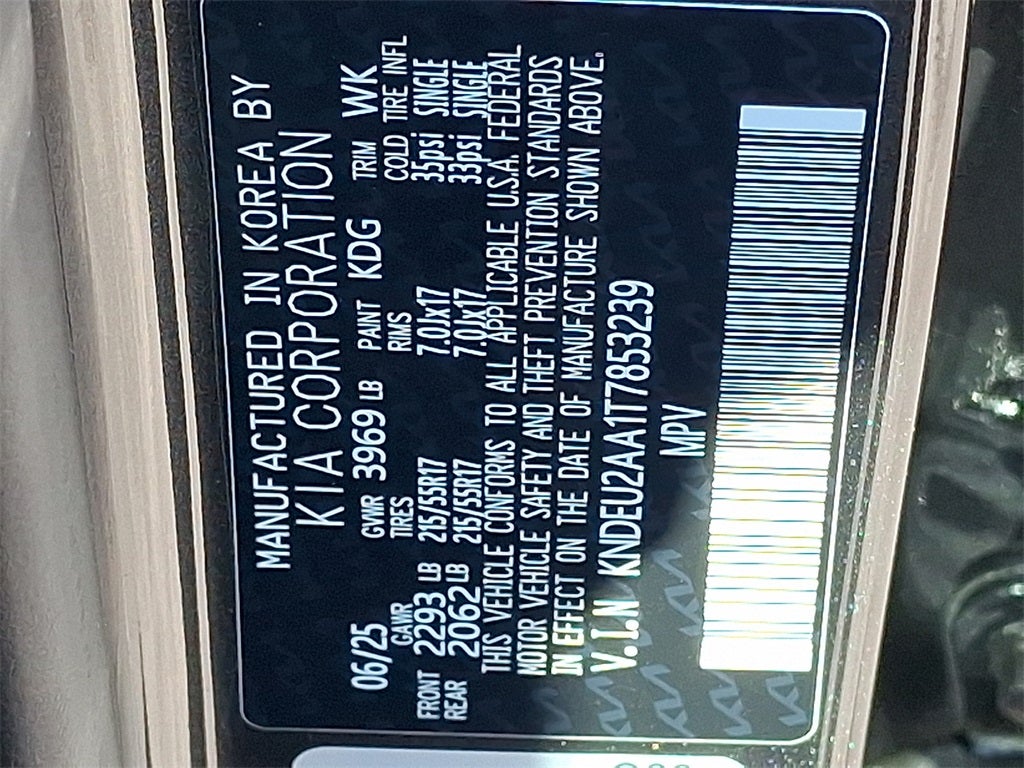 MANUFACTURED IN KOREA BY
KIA CORPORATION
06/25 GVWR 3969 LB PAINT KDG TRIM WK
GAWR TIRES RIMS COLD TIRE INFL
FRONT 2293 LB 215/55R17 7.0Jx17 35psi SINGLE
REAR 2062 LB 215/55R17 7.0Jx17 33psi SINGLE
THIS VEHICLE CONFORMS TO ALL APPLICABLE U.S.A. FEDERAL
MOTOR VEHICLE SAFETY AND THEFT PREVENTION STANDARDS
IN EFFECT ON THE DATE OF MANUFACTURE SHOWN ABOVE.
V.I.N KNDEU2AA1T7853239
MPV